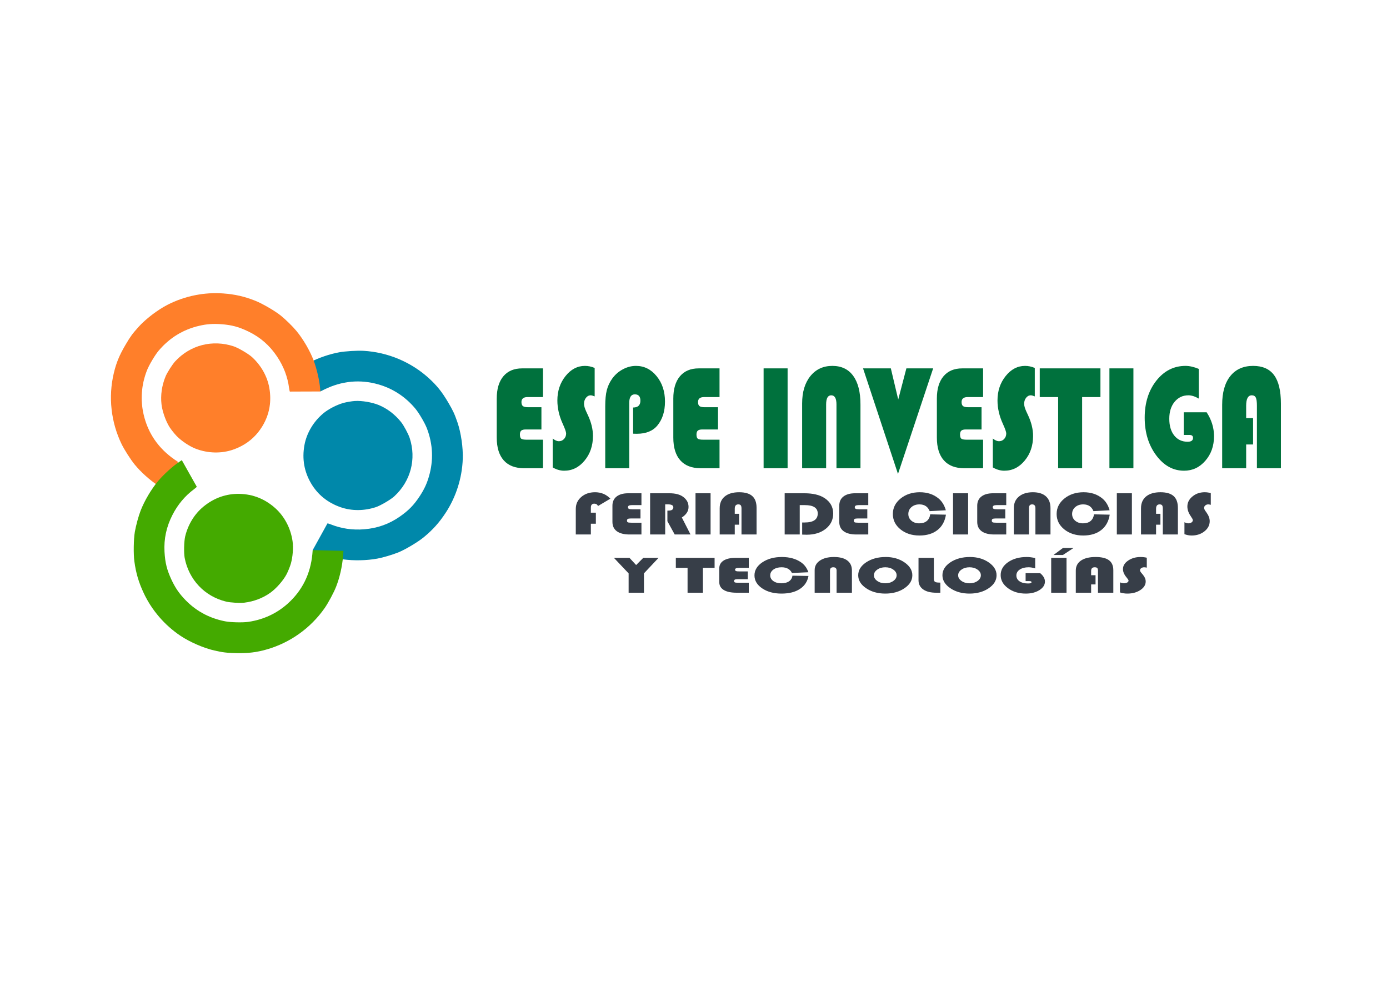 ESPE INVESTIGA
FERIA DE CIENCIAS
Y TECNOLOGÍAS